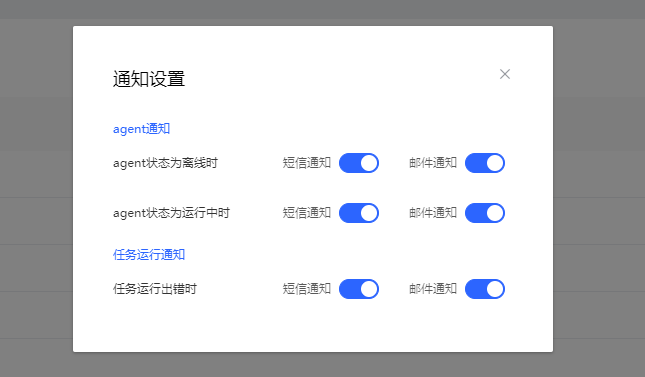 通知设置
agent通知
agent状态为离线时 短信通知 邮件通知
agent状态为运行中时 短信通知 邮件通知
任务运行通知
任务运行出错时 短信通知 邮件通知